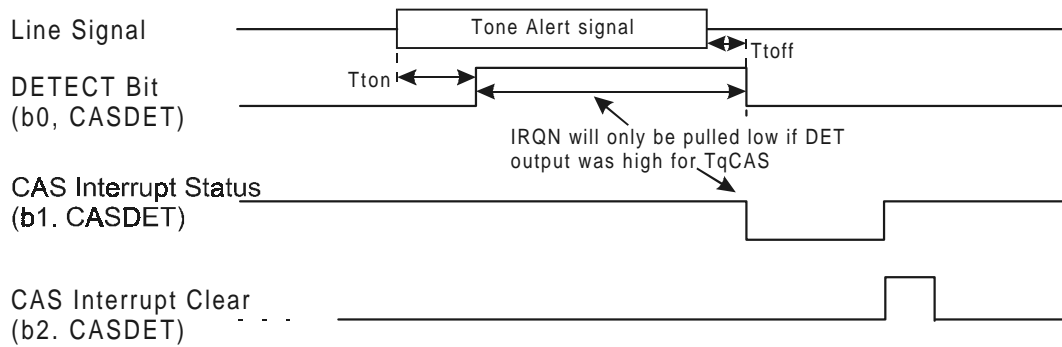 Line Signal
Tone Alert signal
Ttoff
Tton
DETECT Bit
(b0, CASDET)
IRQN will only be pulled low if DET
output was high for TqCAS
CAS Interrupt Status
(b1. CASDET)
CAS Interrupt Clear
(b2. CASDET)